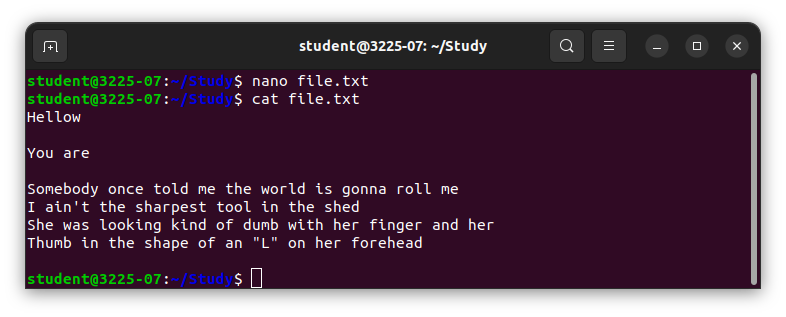 student@3225-07: ~/Study
student@3225-07:~/Study$ nano file.txt
student@3225-07:~/Study$ cat file.txt
Hellow
You are
Somebody once told me the world is gonna roll me
I ain't the sharpest tool in the shed
She was looking kind of dumb with her finger and her
Thumb in the shape of an "L" on her forehead
student@3225-07:~/Study$